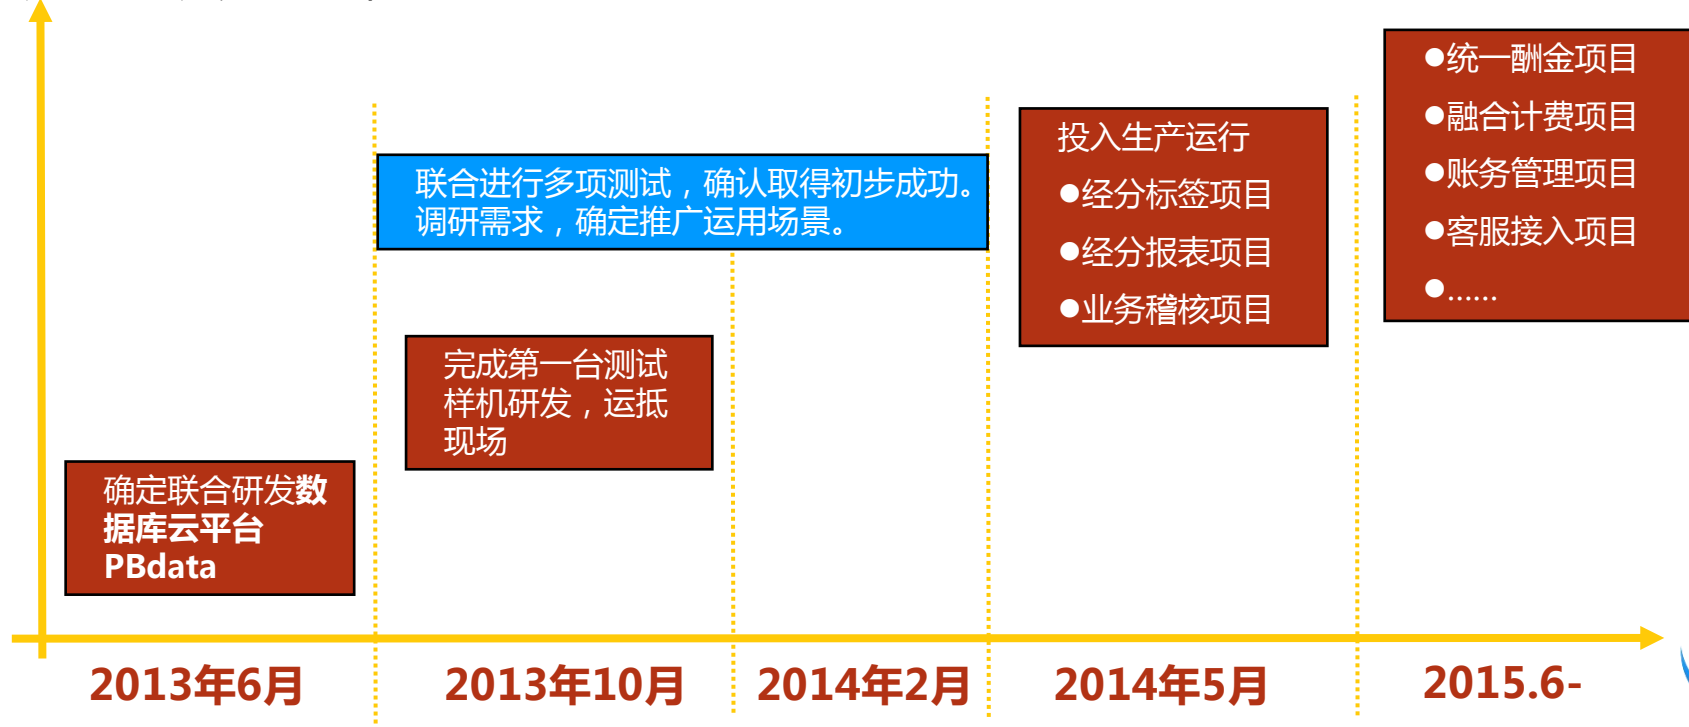 ●统一酬金项目
●融合计费项目
●账务管理项目
●客服接入项目
●……
投入生产运行
●经分标签项目
●经分报表项目
●业务稽核项目
联合进行多项测试，确认取得初步成功。
调研需求，确定推广运用场景。
完成第一台测试
样机研发，运抵
现场
确定联合研发数
据库云平台
PBdata
2013年6月
2013年10月
2014年2月
2014年5月
2015.6-